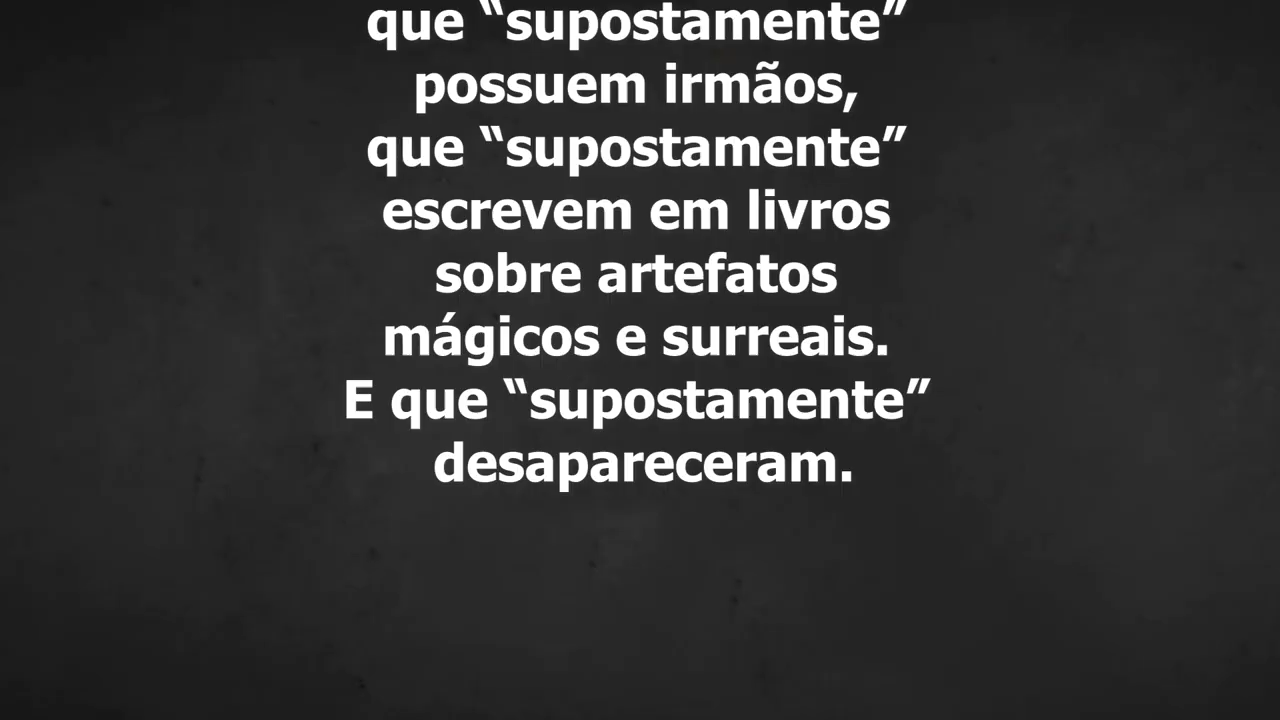 que “supostamente”
possuem irmãos,
que “supostamente”
escrevem em livros
sobre artefatos
mágicos e surreais.
E que “supostamente”
desapareceram.